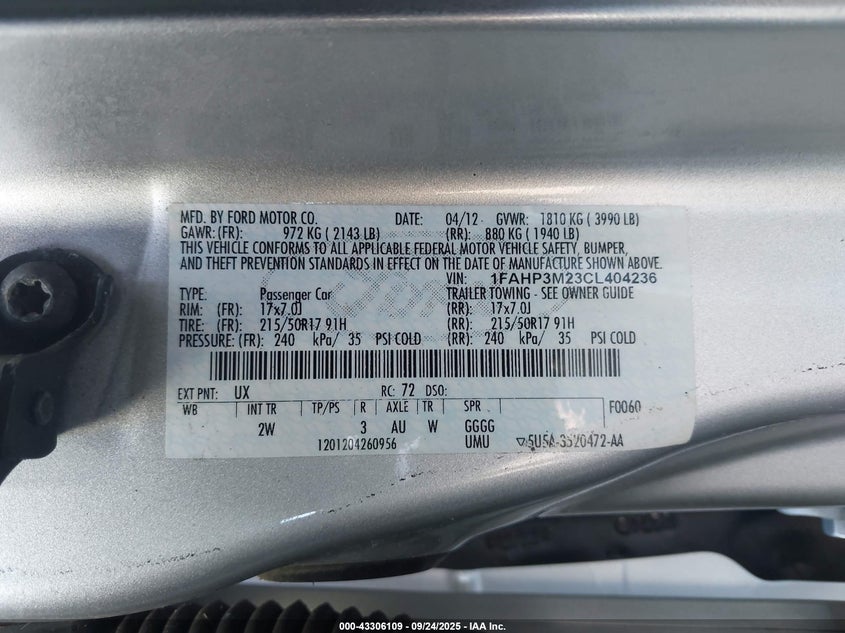 MFD. BY FORD MOTOR CO. DATE: 04/12 GVWR: 1810 KG ( 3990 LB)
GAWR: (FR): 972 KG ( 2143 LB) (RR): 880 KG ( 1940 LB)
THIS VEHICLE CONFORMS TO ALL APPLICABLE FEDERAL MOTOR VEHICLE SAFETY, BUMPER,
AND THEFT PREVENTION STANDARDS IN EFFECT ON THE DATE OF MANUFACTURE SHOWN ABOVE.
VIN: 1FAHP3M23CL404236
TYPE: Passenger Car TRAILER TOWING - SEE OWNER GUIDE
RIM: (FR): 17x7.0J (RR): 17x7.0J
TIRE: (FR): 215/50R17 91H (RR): 215/50R17 91H
PRESSURE: (FR): 240 kPa/ 35 PSI COLD (RR): 240 kPa/ 35 PSI COLD
EXT PNT: UX RC: 72 DSO:
WB INT TR TP/PS R AXLE TR SPR F0060
2W 3 AU W GGGG
1201204260956 UMU ▽5U5A-3520472-AA
000-43306109 - 09/24/2025 - IAA Inc.